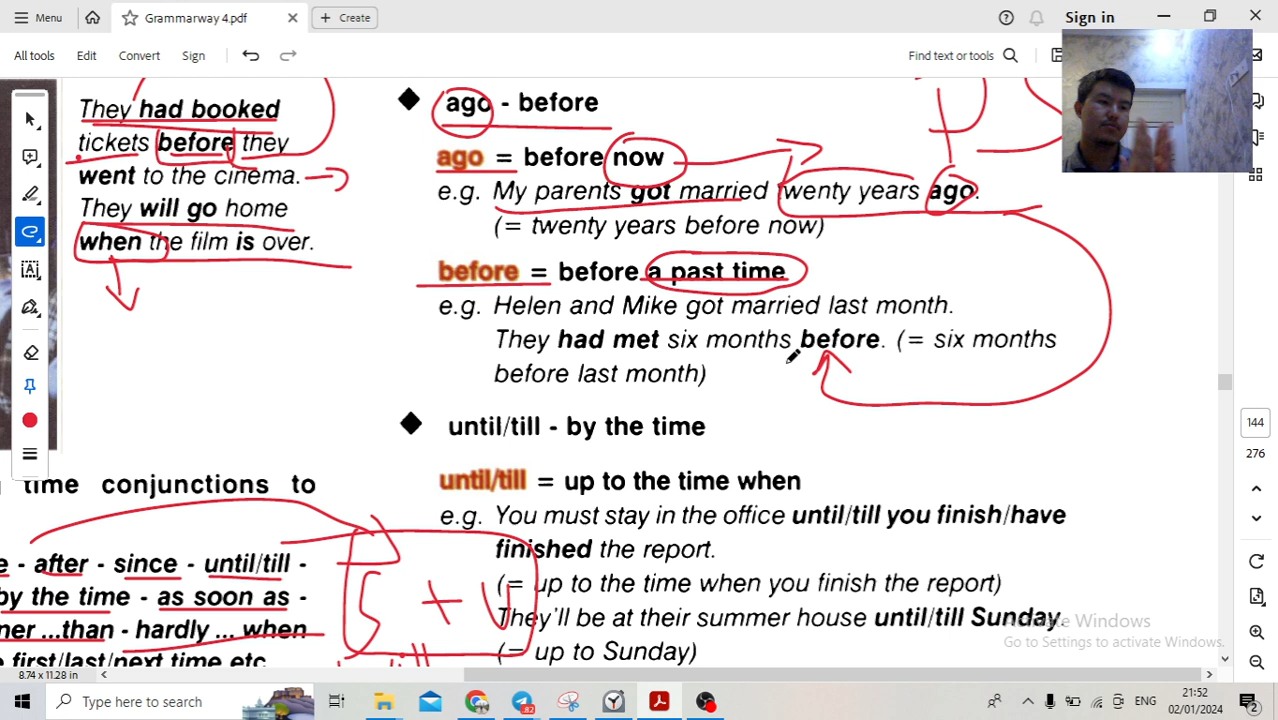 Menu
Grammarway 4.pdf
Create
Sign in
All tools
Edit
Convert
Sign
Find text or tools
They had booked
tickets before they
went to the cinema.
They will go home
when the film is over.
time conjunctions to
after - since - until/till -
by the time - as soon as -
ner ...than - hardly ... when
first/last/next time etc
S + V
ago - before
ago = before now
e.g. My parents got married twenty years ago.
(= twenty years before now)
before = before a past time
e.g. Helen and Mike got married last month.
They had met six months before. (= six months
before last month)
until/till - by the time
until/till = up to the time when
e.g. You must stay in the office until/till you finish/have
finished the report.
(= up to the time when you finish the report)
They'll be at their summer house until/till Sunday.
(= up to Sunday)
Activate Windows
Go to Settings to activate Windows.
144
276
8.74 x 11.28 in
Type here to search
82
ENG
21:52
02/01/2024
2